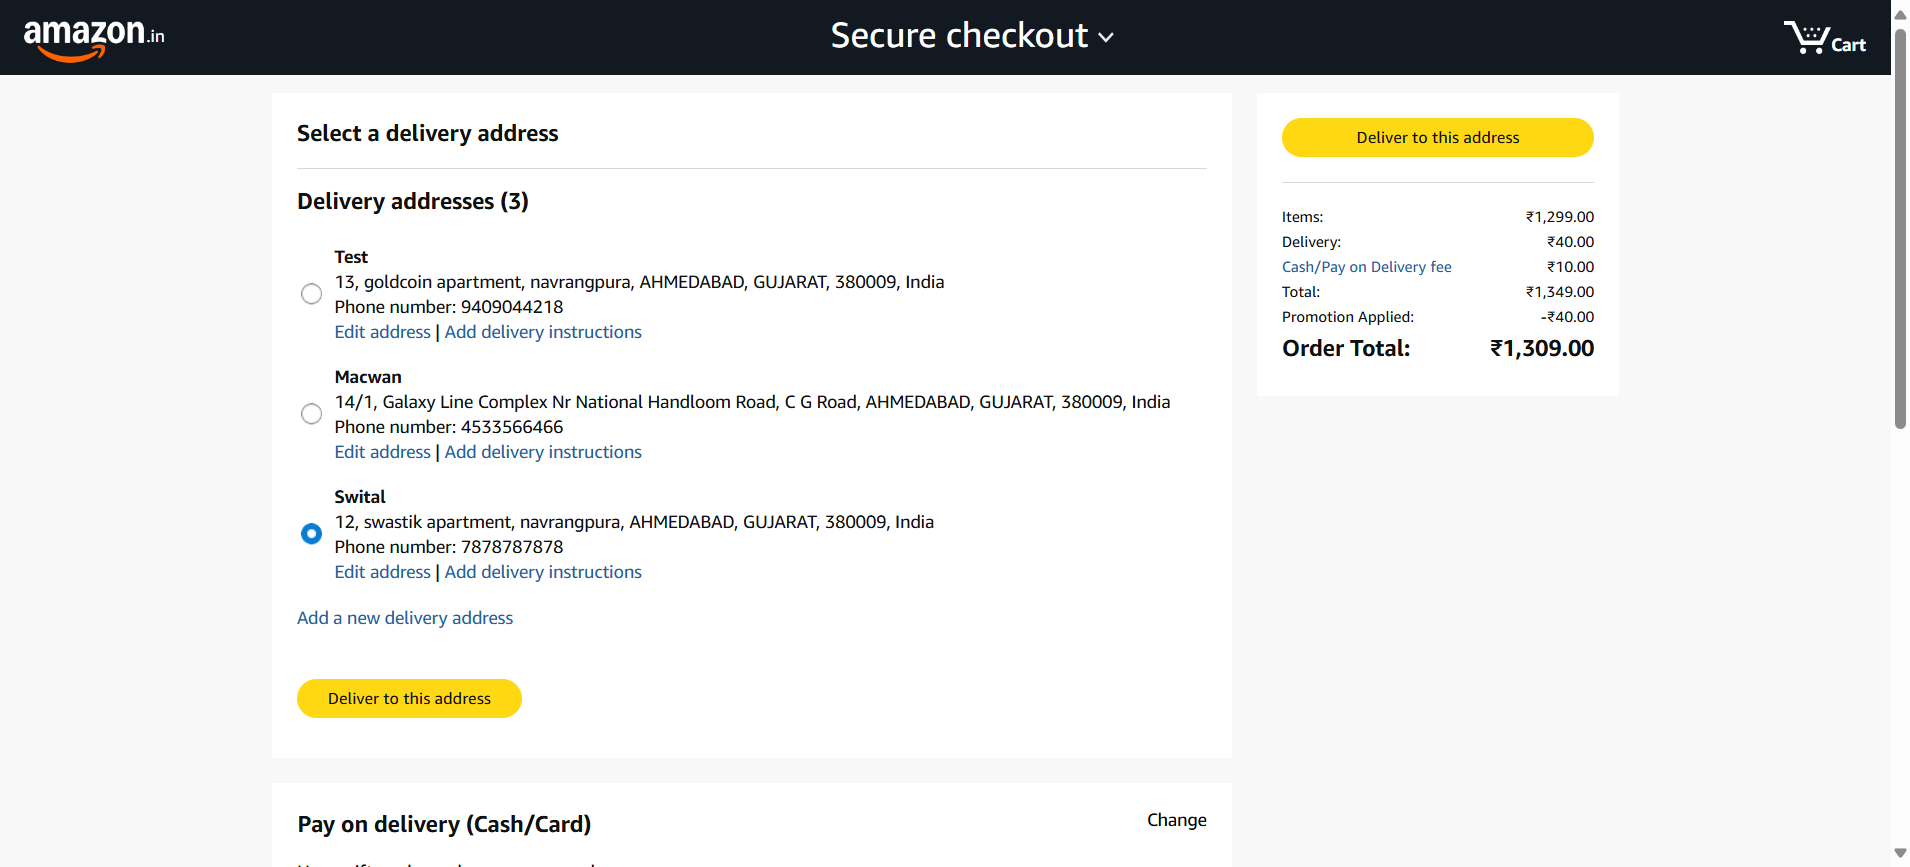 amazon.in
Secure checkout
Cart
Select a delivery address
Delivery addresses (3)
Test
13, goldcoin apartment, navrangpura, AHMEDABAD, GUJARAT, 380009, India
Phone number: 9409044218
Edit address | Add delivery instructions
Macwan
14/1, Galaxy Line Complex Nr National Handloom Road, C G Road, AHMEDABAD, GUJARAT, 380009, India
Phone number: 4533566466
Edit address | Add delivery instructions
Swital
12, swastik apartment, navrangpura, AHMEDABAD, GUJARAT, 380009, India
Phone number: 7878787878
Edit address | Add delivery instructions
Add a new delivery address
Deliver to this address
Pay on delivery (Cash/Card)
Change
Deliver to this address
Items: ₹1,299.00
Delivery: ₹40.00
Cash/Pay on Delivery fee ₹10.00
Total: ₹1,349.00
Promotion Applied: -₹40.00
Order Total: ₹1,309.00